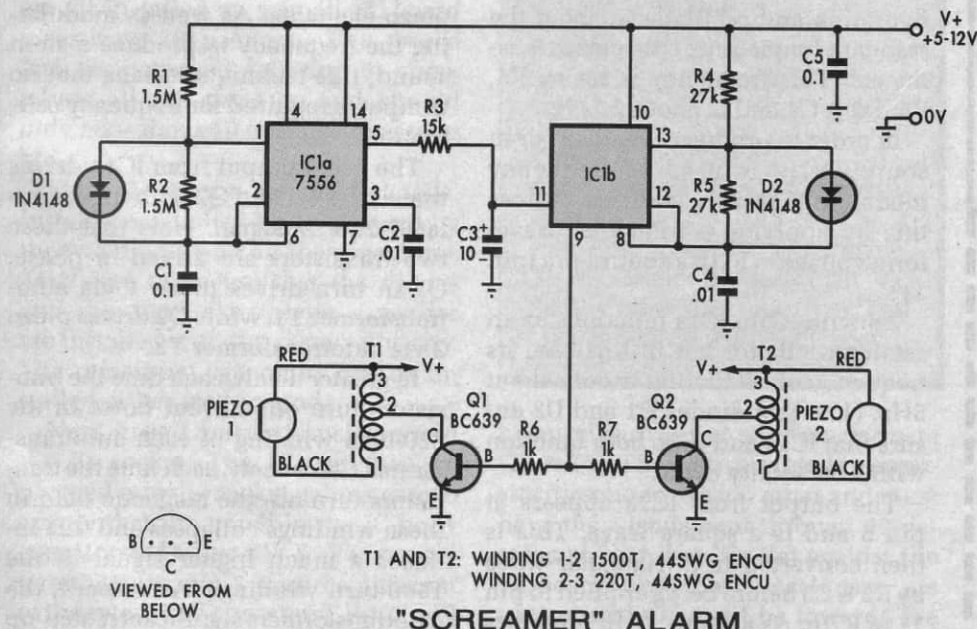 V+
+5-12V
0V
R1
1.5M
R2
1.5M
D1
1N4148
C1
0.1
4
14
1
5
IC1a
7556
2
3
6
7
R3
15k
C2
.01
C3
+
10
10
13
IC1b
11
12
9
8
R4
27k
R5
27k
D2
1N4148
C4
.01
C5
0.1
T1
RED
V+
3
2
1
PIEZO
1
BLACK
Q1
BC639
C
B
E
R6
1k
R7
1k
Q2
BC639
B
C
E
T2
V+
3
2
1
RED
PIEZO
2
BLACK
B
E
C
VIEWED FROM
BELOW
T1 AND T2: WINDING 1-2 1500T, 44SWG ENCU
WINDING 2-3 220T, 44SWG ENCU
"SCREAMER" ALARM